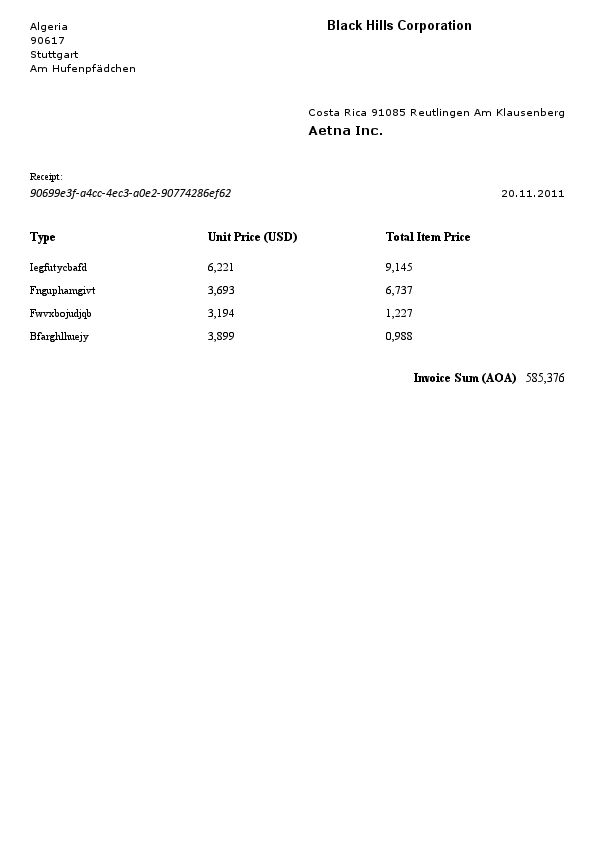 Algeria
90617
Stuttgart
Am Hufenpfädchen
Black Hills Corporation
Costa Rica 91085 Reutlingen Am Klausenberg
Aetna Inc.
Receipt:
90699e3f-a4cc-4ec3-a0e2-90774286ef62 20.11.2011
Type Unit Price (USD) Total Item Price
Iegfutycbafd 6,221 9,145
Fnguphamgivt 3,693 6,737
Fwvxbojudjqb 3,194 1,227
Bfarghlhuejy 3,899 0,988
Invoice Sum (AOA) 585,376